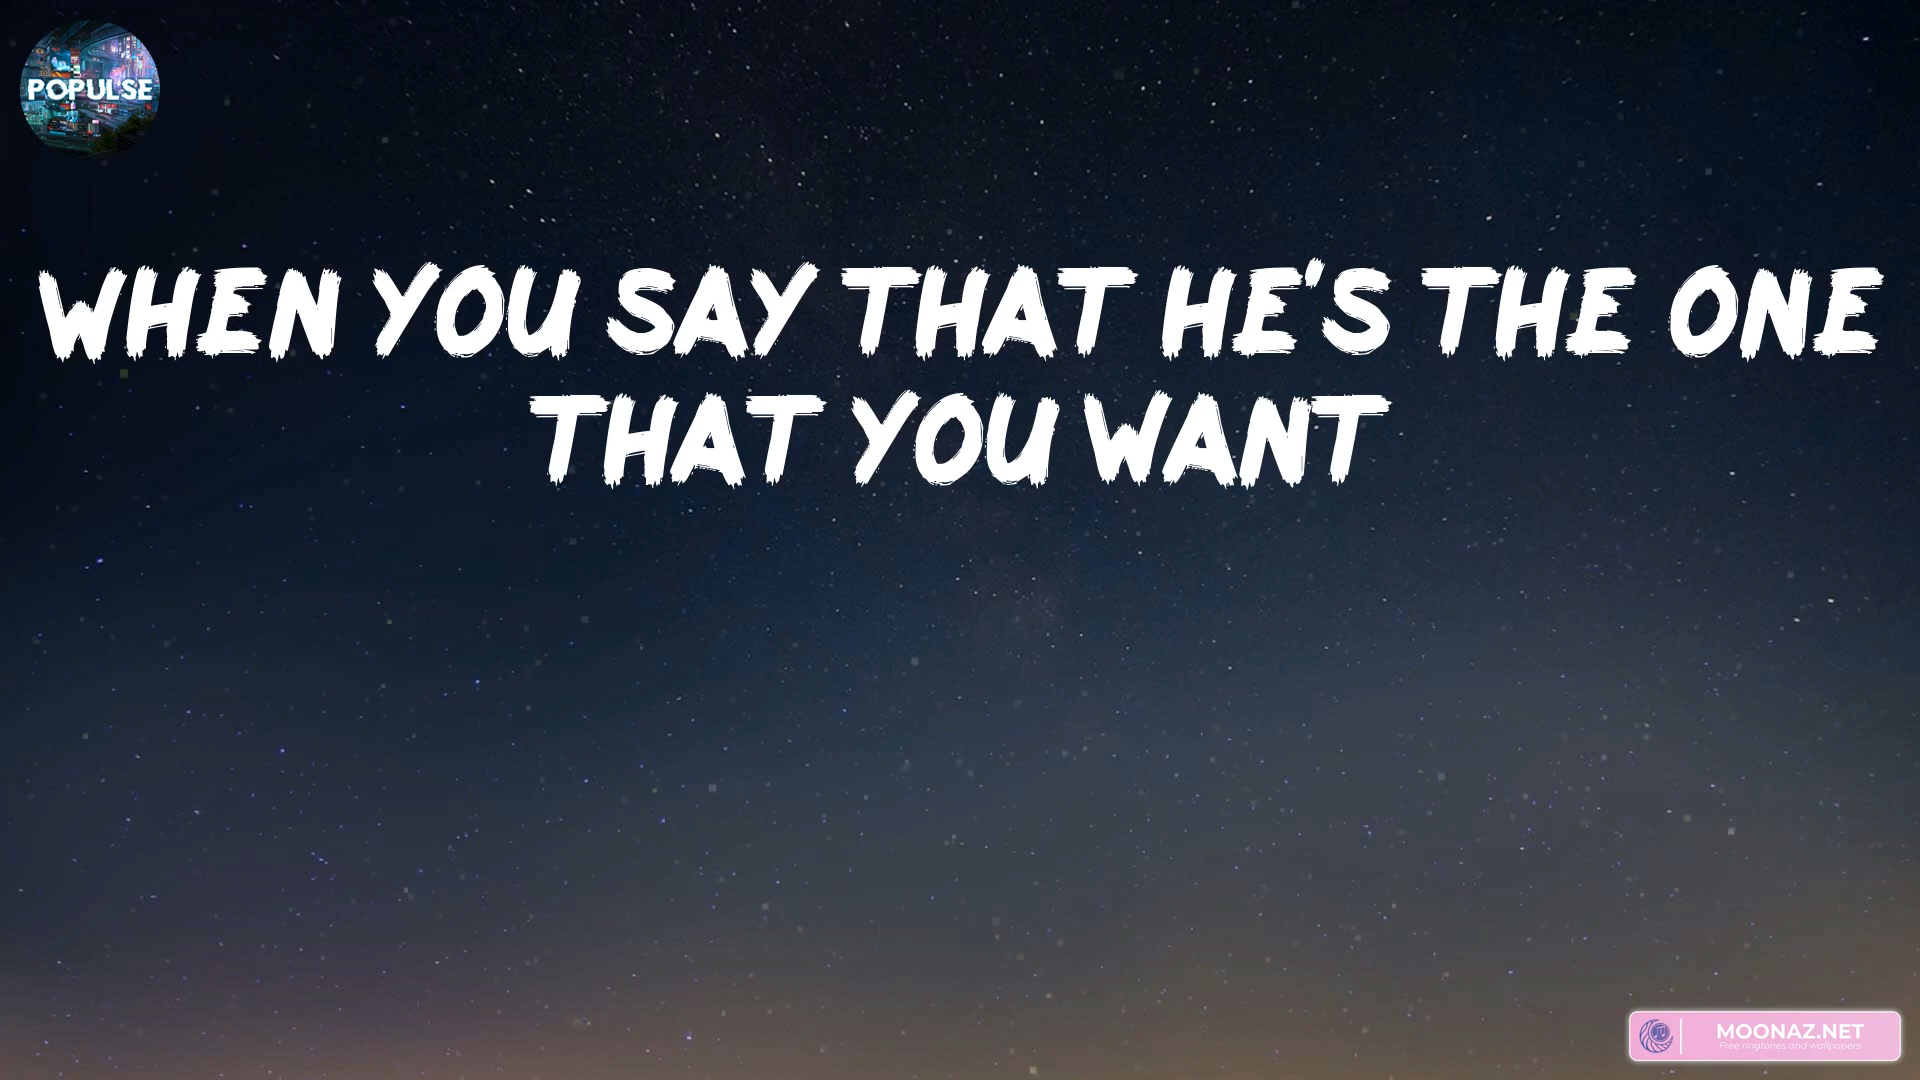 POPULSE
WHEN YOU SAY THAT HE'S THE ONE
THAT YOU WANT
MOONAZ.NET
Free ringtones and wallpapers